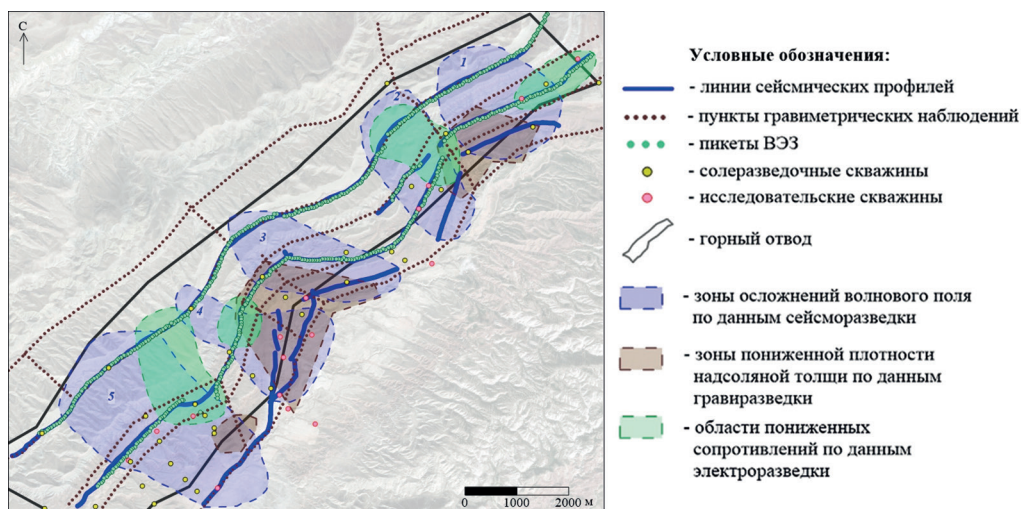 С
1
2
3
4
5
0 1000 2000 м
Условные обозначения:
- линии сейсмических профилей
- пункты гравиметрических наблюдений
- пикеты ВЭЗ
- солеразведочные скважины
- исследовательские скважины
- горный отвод
- зоны осложнений волнового поля
по данным сейсморазведки
- зоны пониженной плотности
надсоляной толщи по данным
гравиразведки
- области пониженных
сопротивлений по данным
электроразведки